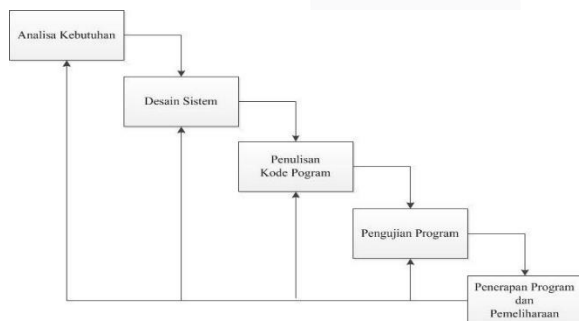 Analisa Kebutuhan
Desain Sistem
Penulisan
Kode Pogram
Pengujian Program
Penerapan Program
dan
Pemeliharaan